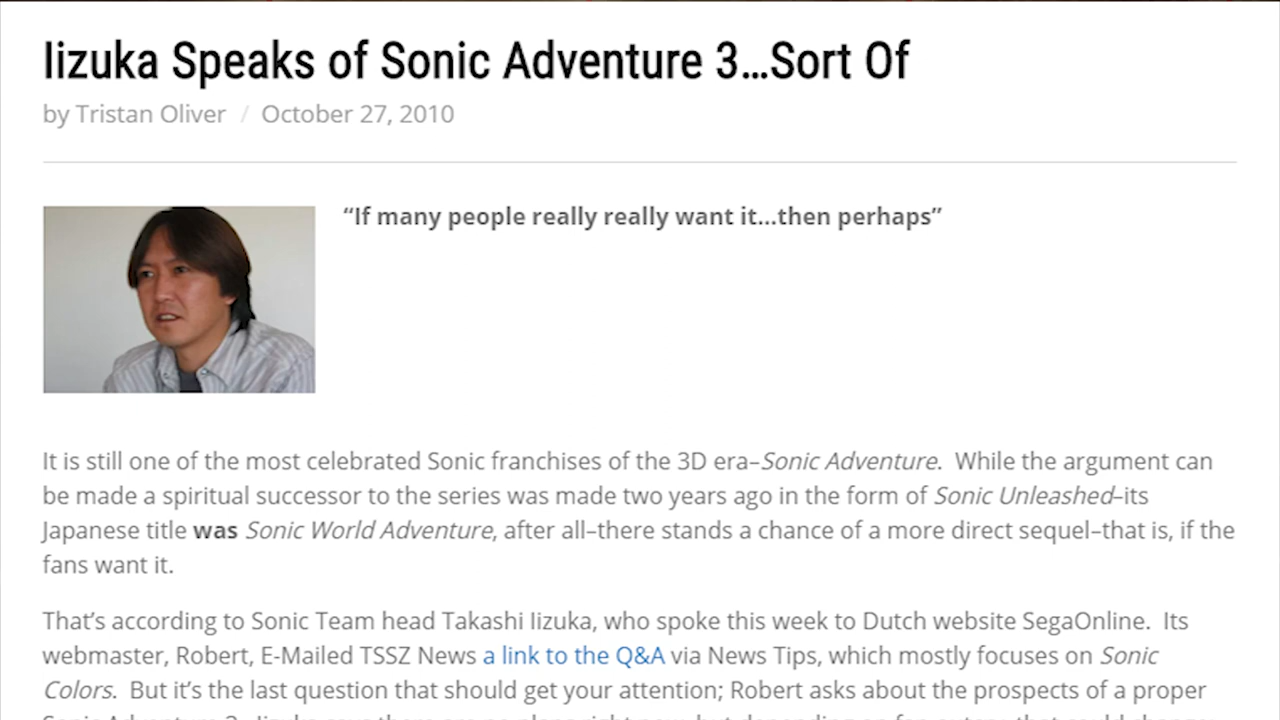 Iizuka Speaks of Sonic Adventure 3...Sort Of
by Tristan Oliver / October 27, 2010
“If many people really really want it...then perhaps”
It is still one of the most celebrated Sonic franchises of the 3D era–Sonic Adventure.  While the argument can
be made a spiritual successor to the series was made two years ago in the form of Sonic Unleashed–its
Japanese title was Sonic World Adventure, after all–there stands a chance of a more direct sequel–that is, if the
fans want it.
That’s according to Sonic Team head Takashi Iizuka, who spoke this week to Dutch website SegaOnline.  Its
webmaster, Robert, E-Mailed TSSZ News a link to the Q&A via News Tips, which mostly focuses on Sonic
Colors.  But it’s the last question that should get your attention; Robert asks about the prospects of a proper